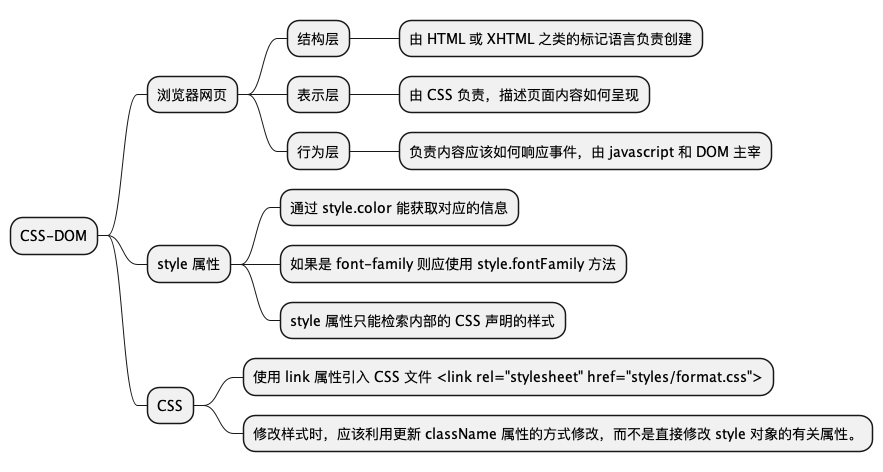 CSS-DOM
浏览器网页
结构层
由 HTML 或 XHTML 之类的标记语言负责创建
表示层
由 CSS 负责，描述页面内容如何呈现
行为层
负责内容应该如何响应事件，由 javascript 和 DOM 主宰
style 属性
通过 style.color 能获取对应的信息
如果是 font-family 则应使用 style.fontFamily 方法
style 属性只能检索内部的 CSS 声明的样式
CSS
使用 link 属性引入 CSS 文件 <link rel="stylesheet" href="styles/format.css">
修改样式时，应该利用更新 className 属性的方式修改，而不是直接修改 style 对象的有关属性。